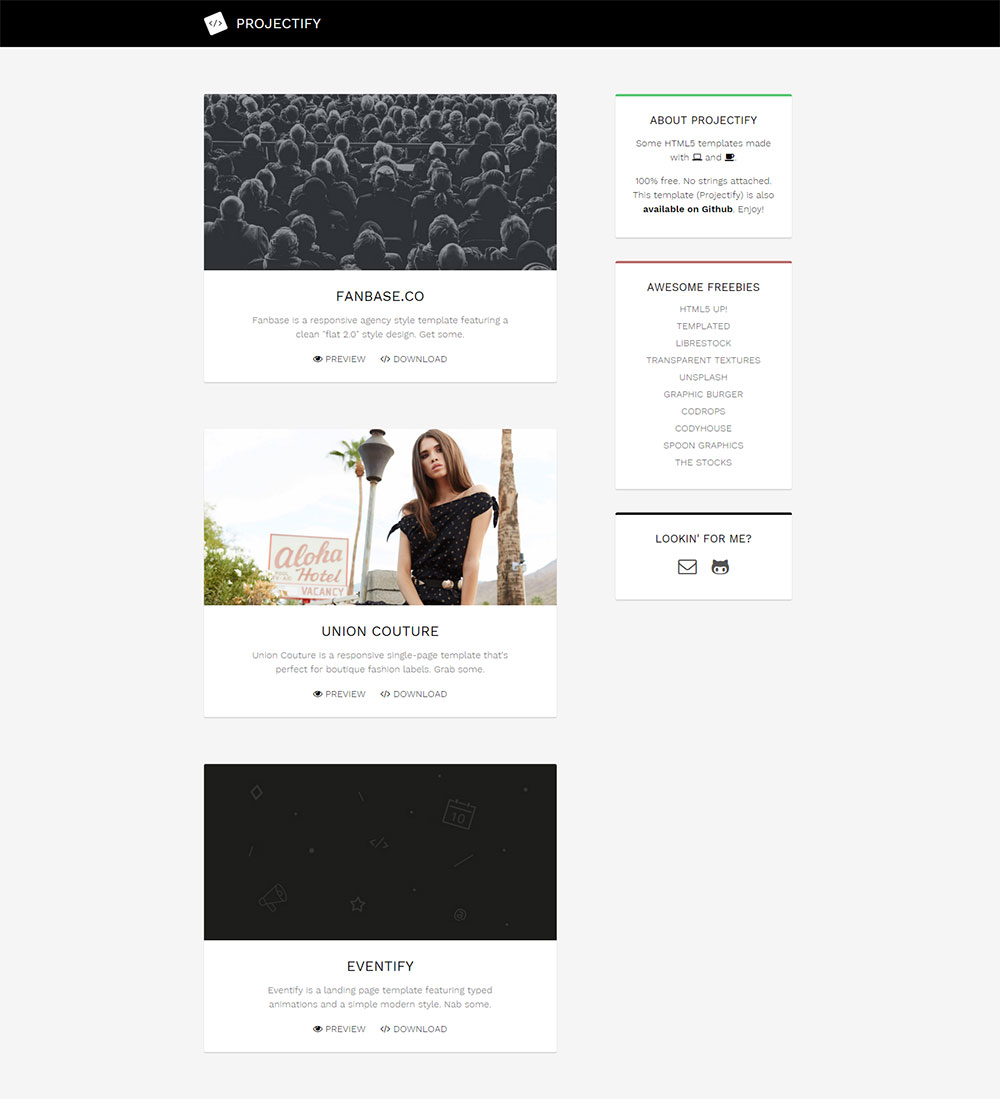 PROJECTIFY
Aloha
Hotel
VACANCY
FANBASE.CO
Fanbase is a responsive agency style template featuring a
clean "flat 2.0" style design. Get some.
PREVIEW </> DOWNLOAD
UNION COUTURE
Union Couture is a responsive single-page template that's
perfect for boutique fashion labels. Grab some.
PREVIEW </> DOWNLOAD
10
EVENTIFY
Eventify is a landing page template featuring typed
animations and a simple modern style. Nab some.
PREVIEW </> DOWNLOAD
ABOUT PROJECTIFY
Some HTML5 templates made
with and .
100% free. No strings attached.
This template (Projectify) is also
available on Github. Enjoy!
AWESOME FREEBIES
HTML5 UP!
TEMPLATED
LIBRESTOCK
TRANSPARENT TEXTURES
UNSPLASH
GRAPHIC BURGER
CODROPS
CODYHOUSE
SPOON GRAPHICS
THE STOCKS
LOOKIN' FOR ME?